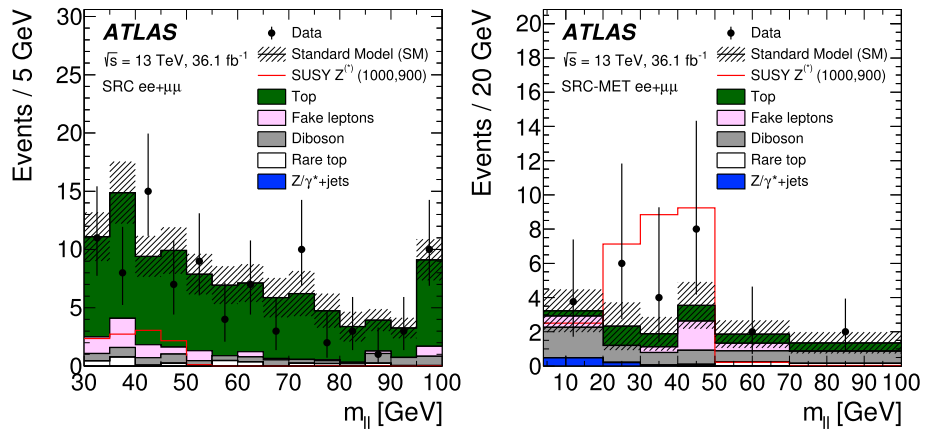 ATLAS
√s = 13 TeV, 36.1 fb⁻¹
SRC ee+μμ
Data
Standard Model (SM)
SUSY Z⁽*⁾ (1000,900)
Top
Fake leptons
Diboson
Rare top
Z/γ*+jets
Events / 5 GeV
30
25
20
15
10
5
0
30 40 50 60 70 80 90 100
m_ll [GeV]
ATLAS
√s = 13 TeV, 36.1 fb⁻¹
SRC-MET ee+μμ
Data
Standard Model (SM)
SUSY Z⁽*⁾ (1000,900)
Top
Fake leptons
Diboson
Rare top
Z/γ*+jets
Events / 20 GeV
20
18
16
14
12
10
8
6
4
2
0
10 20 30 40 50 60 70 80 90 100
m_ll [GeV]